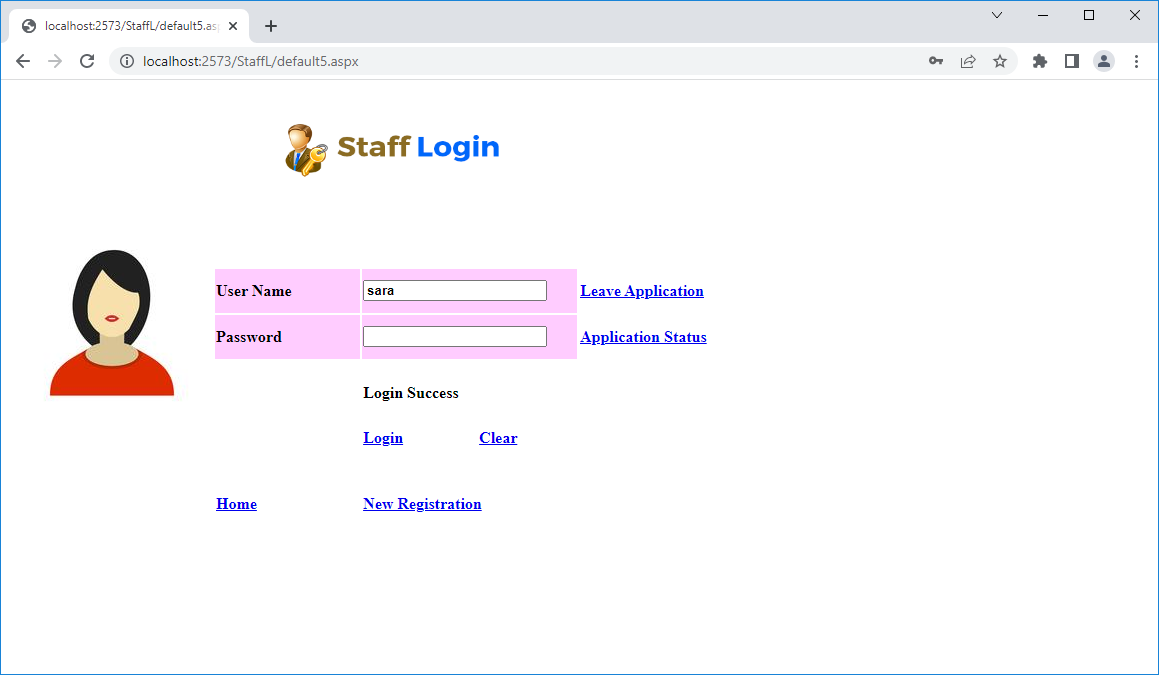 localhost:2573/StaffL/default5.as
localhost:2573/StaffL/default5.aspx
Staff Login
User Name sara Leave Application
Password Application Status
Login Success
Login Clear
Home New Registration